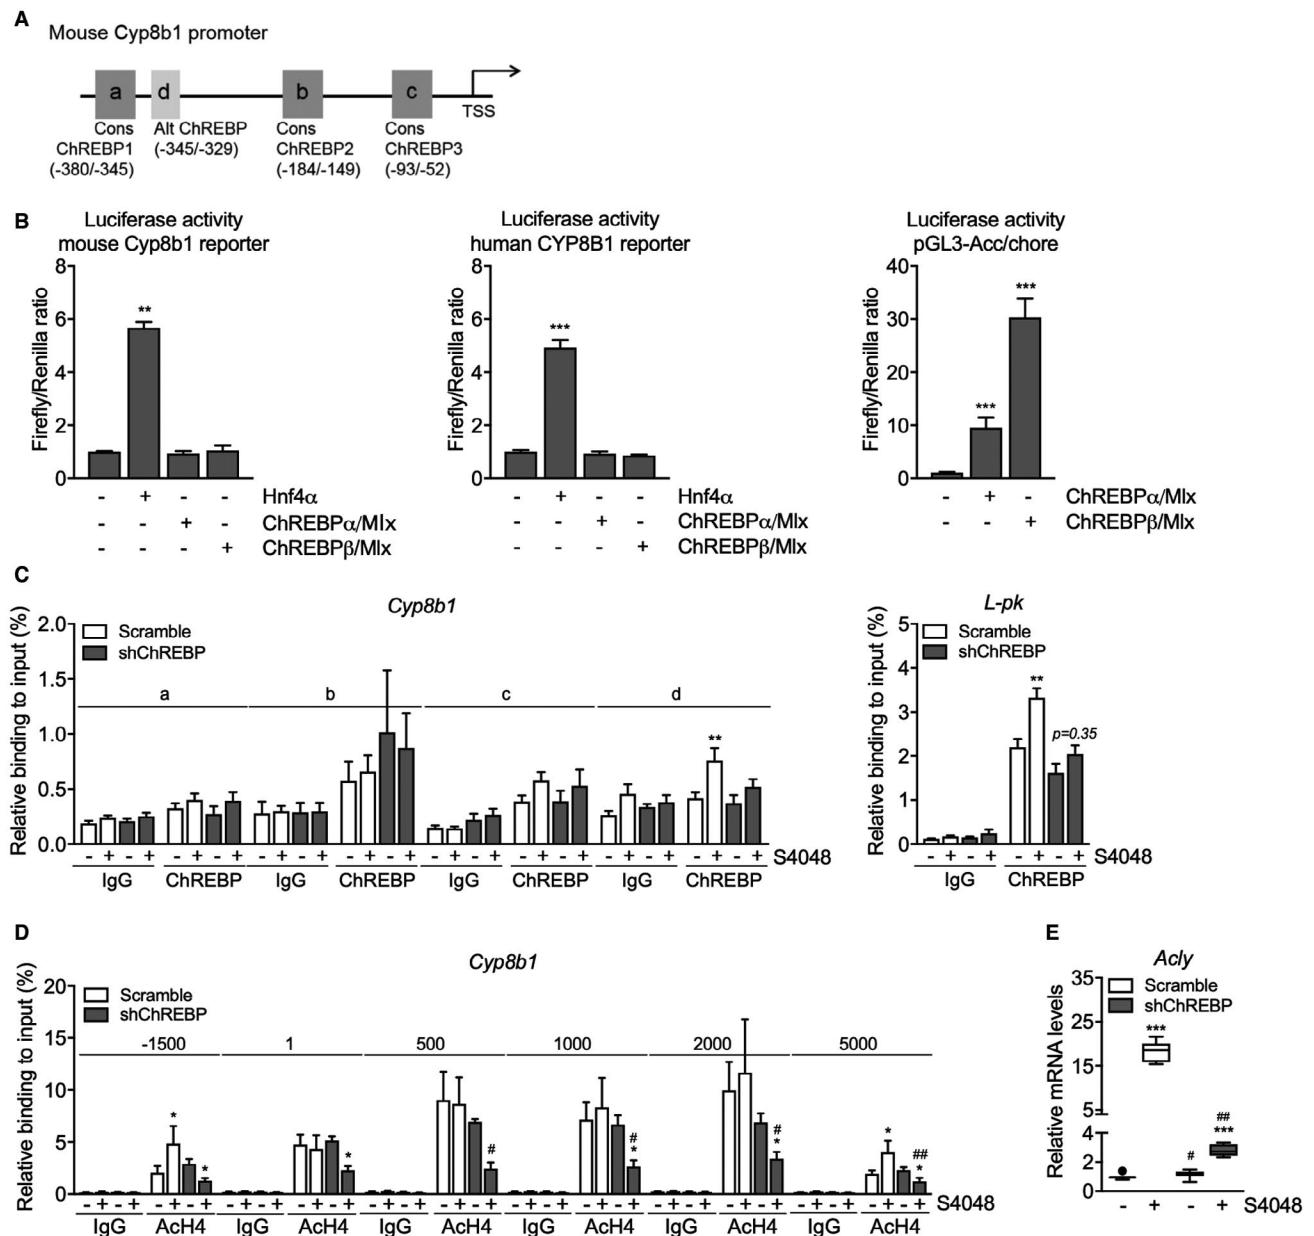 A
Mouse Cyp8b1 promoter
a d b c
TSS
Cons Alt ChREBP Cons Cons
ChREBP1 (-345/-329) ChREBP2 ChREBP3
(-380/-345) (-184/-149) (-93/-52)
B
Luciferase activity
mouse Cyp8b1 reporter
Firefly/Renilla ratio
8
6
4
2
0
**
- + - - Hnf4α
- - + - ChREBPα/Mlx
- - - + ChREBPβ/Mlx
Luciferase activity
human CYP8B1 reporter
Firefly/Renilla ratio
8
6
4
2
0
***
- + - - Hnf4α
- - + - ChREBPα/Mlx
- - - + ChREBPβ/Mlx
Luciferase activity
pGL3-Acc/chore
Firefly/Renilla ratio
40
30
20
10
0
***
***
- + - ChREBPα/Mlx
- - + ChREBPβ/Mlx
C
Cyp8b1
Relative binding to input (%)
2.0
1.5
1.0
0.5
0.0
Scramble
shChREBP
a b c d
**
- + - + - + - + - + - + - + - + - + - + - + - + - + - + - + - + S4048
IgG ChREBP IgG ChREBP IgG ChREBP IgG ChREBP
L-pk
Relative binding to input (%)
5
4
3
2
1
0
Scramble
shChREBP
**
p=0.35
- + - + - + - + S4048
IgG ChREBP
D
Cyp8b1
Relative binding to input (%)
20
15
10
5
0
Scramble
shChREBP
-1500 1 500 1000 2000 5000
* * * # # * # * * ## *
- + - + - + - + - + - + - + - + - + - + - + - + - + - + - + - + - + - + - + - + - + - + - + - + S4048
IgG AcH4 IgG AcH4 IgG AcH4 IgG AcH4 IgG AcH4 IgG AcH4
E
Acly
Relative mRNA levels
35
25
15
5
4
2
0
Scramble
shChREBP
***
#
##
***
- + - + S4048